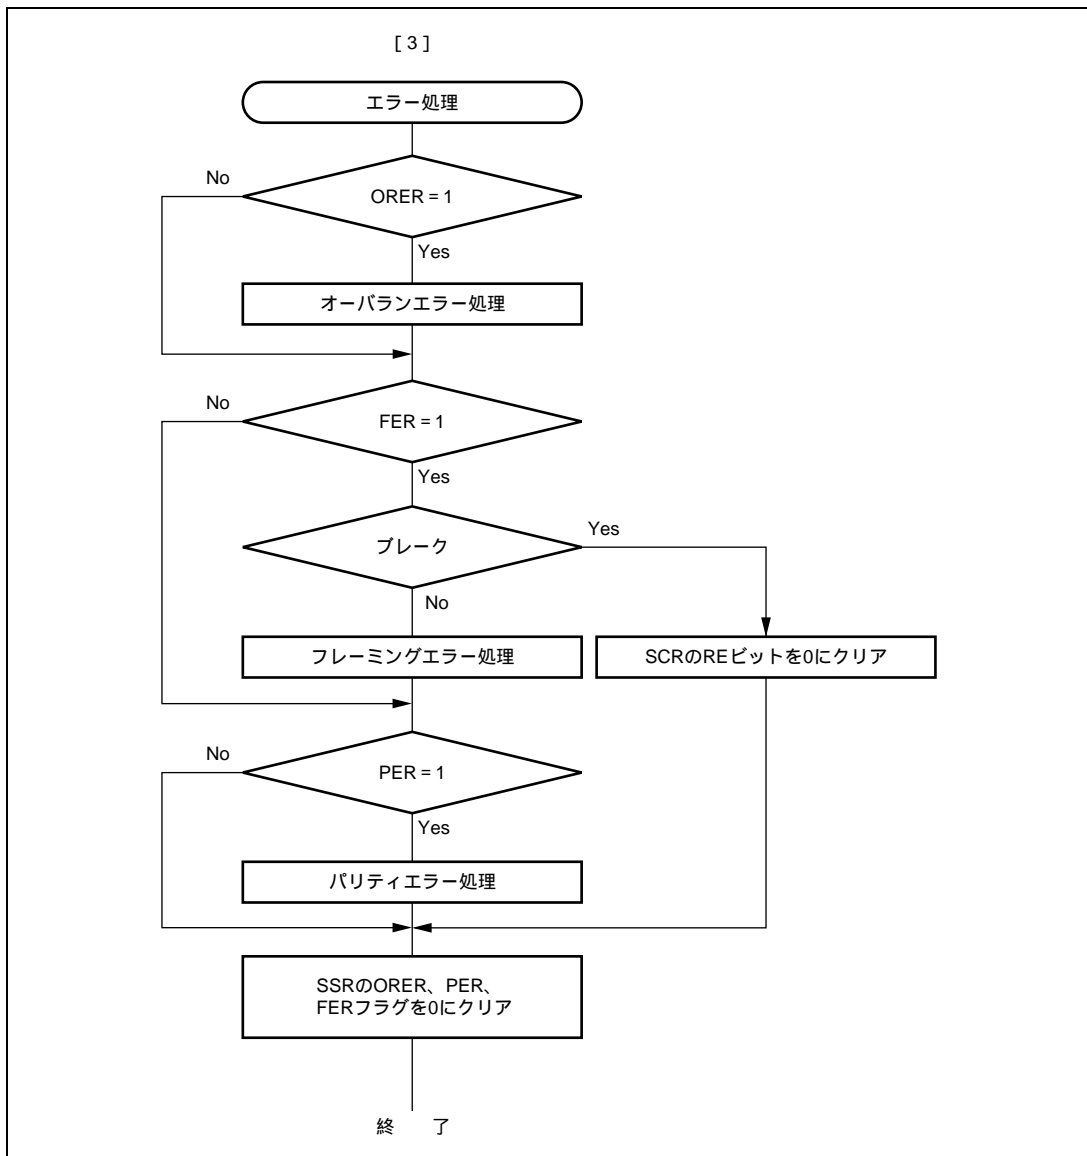 [ 3 ]
エラー処理
No
ORER = 1
Yes
オーバランエラー処理
No
FER = 1
Yes
ブレーク
Yes
No
フレーミングエラー処理
SCRのREビットを0にクリア
No
PER = 1
Yes
パリティエラー処理
SSRのORER、PER、
FERフラグを0にクリア
終 了